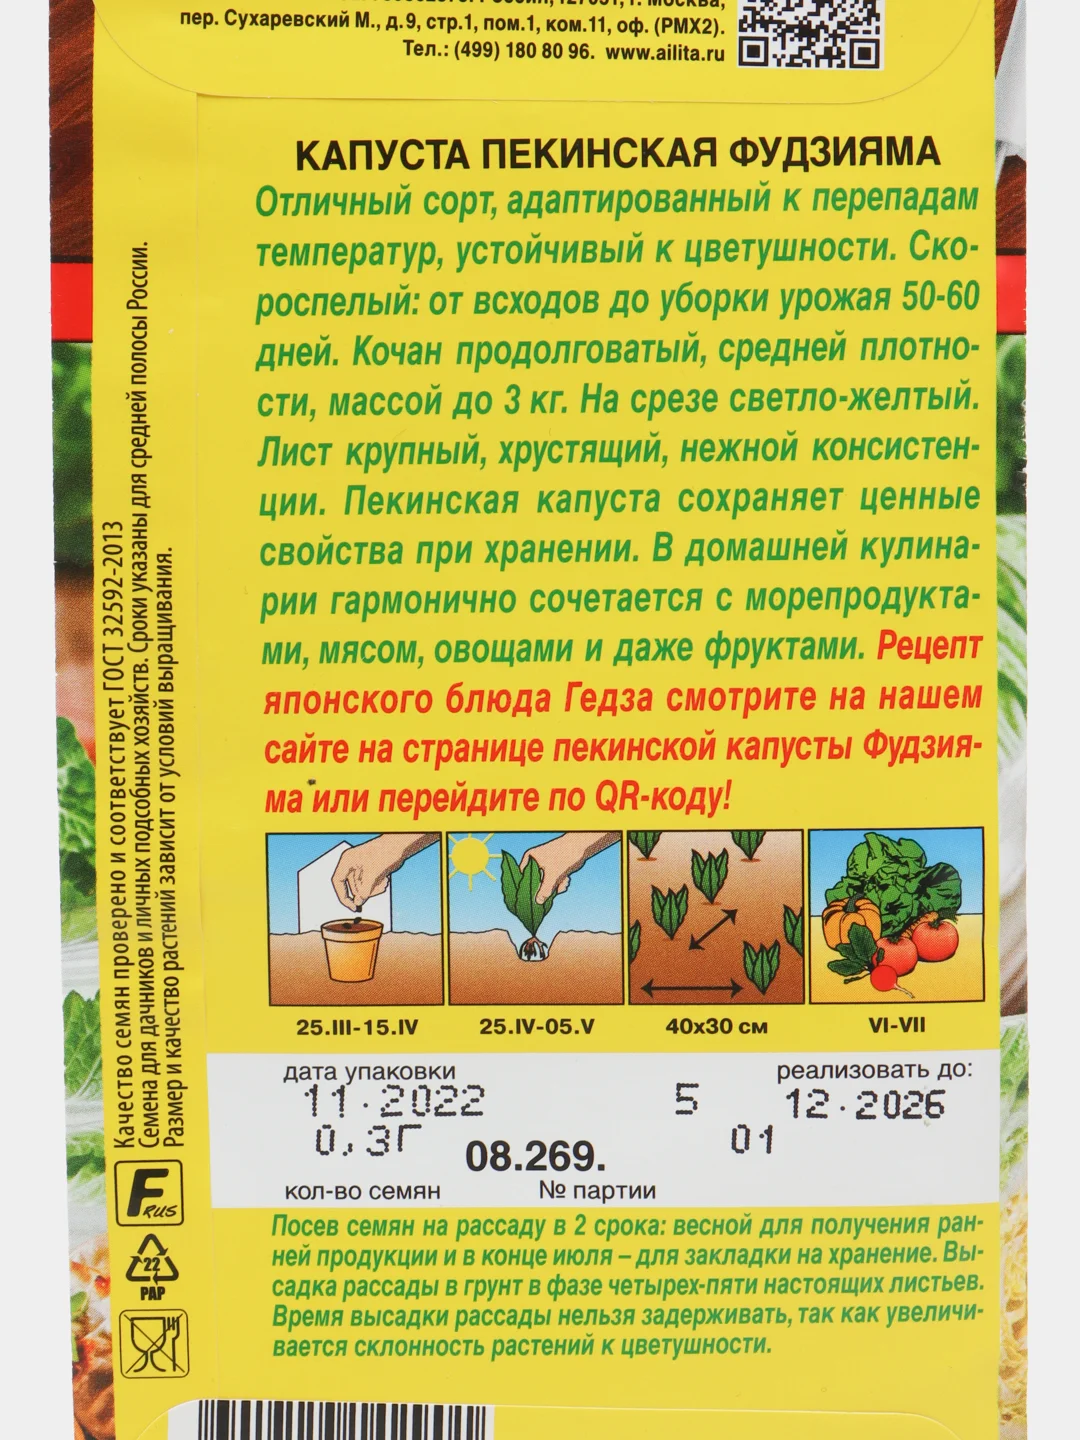 пер. Сухаревский М., д.9, стр.1, пом.1, ком.11, оф. (РМХ2).
Тел.: (499) 180 80 96. www.ailita.ru
КАПУСТА ПЕКИНСКАЯ ФУДЗИЯМА
Отличный сорт, адаптированный к перепадам
температур, устойчивый к цветушности. Ско-
роспелый: от всходов до уборки урожая 50-60
дней. Кочан продолговатый, средней плотно-
сти, массой до 3 кг. На срезе светло-желтый.
Лист крупный, хрустящий, нежной консистен-
ции. Пекинская капуста сохраняет ценные
свойства при хранении. В домашней кулина-
рии гармонично сочетается с морепродукта-
ми, мясом, овощами и даже фруктами. Рецепт
японского блюда Гедза смотрите на нашем
сайте на странице пекинской капусты Фудзия-
ма или перейдите по QR-коду!
25.III-15.IV 25.IV-05.V 40x30 см VI-VII
дата упаковки реализовать до:
11.2022 5 12.2026
0,3Г 08.269. 01
кол-во семян № партии
Посев семян на рассаду в 2 срока: весной для получения ран-
ней продукции и в конце июля – для закладки на хранение. Вы-
садка рассады в грунт в фазе четырех-пяти настоящих листьев.
Время высадки рассады нельзя задерживать, так как увеличи-
вается склонность растений к цветушности.
Качество семян проверено и соответствует ГОСТ 32592-2013
Семена для дачников и личных подсобных хозяйств. Сроки указаны для средней полосы России.
Размер и качество растений зависит от условий выращивания.
F RUS
22
PAP